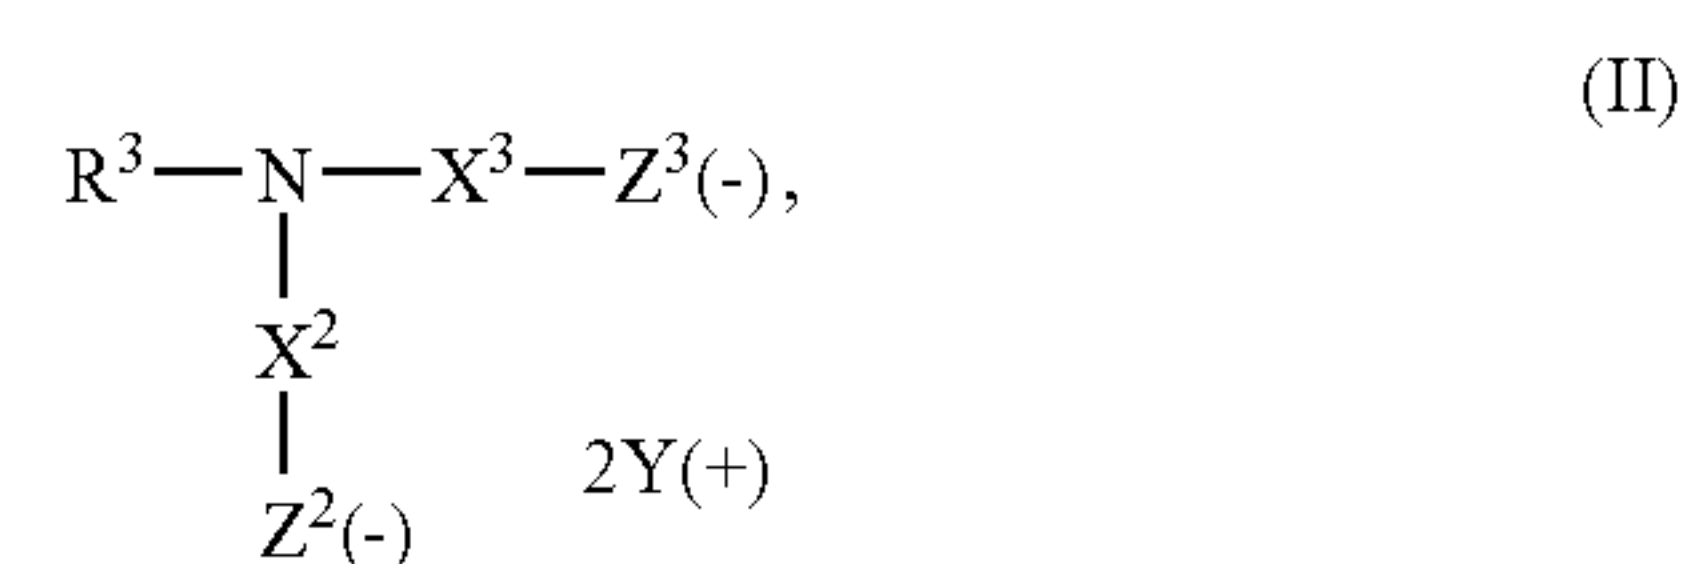 (II)
R³—N—X³—Z³(-),
X²
2Y(+)
Z²(-)